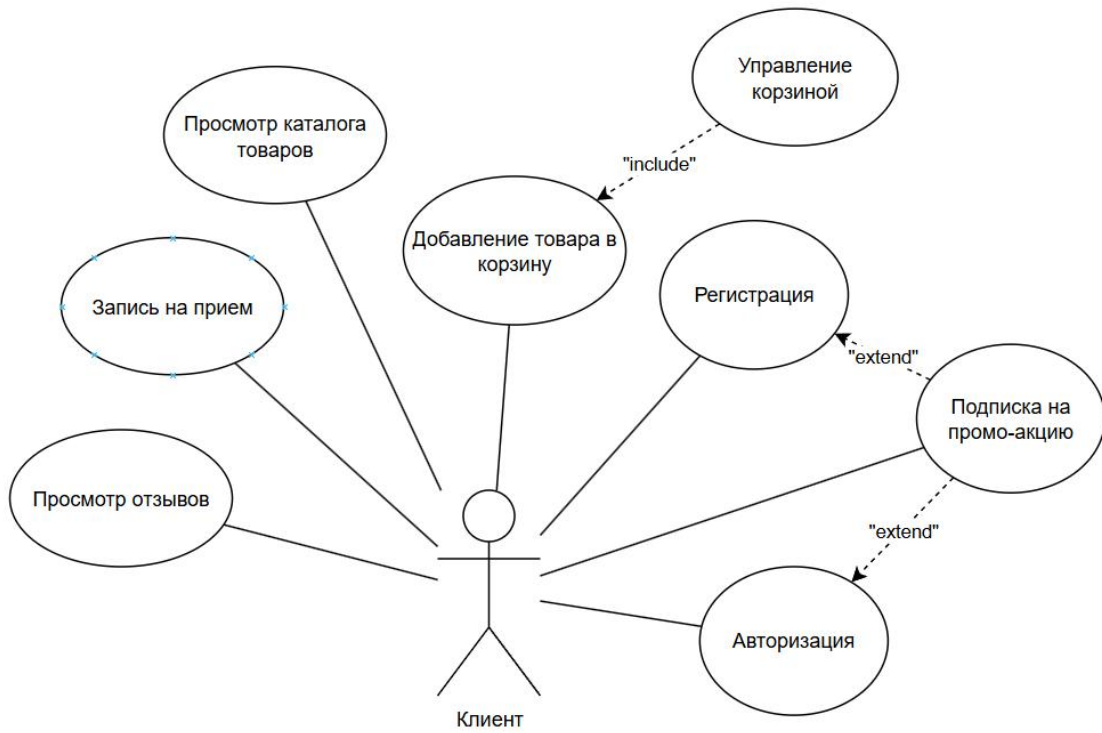 Управление
корзиной
Просмотр каталога
товаров
"include"
Добавление товара в
корзину
Запись на прием
Регистрация
"extend"
Подписка на
промо-акцию
Просмотр отзывов
"extend"
Авторизация
Клиент